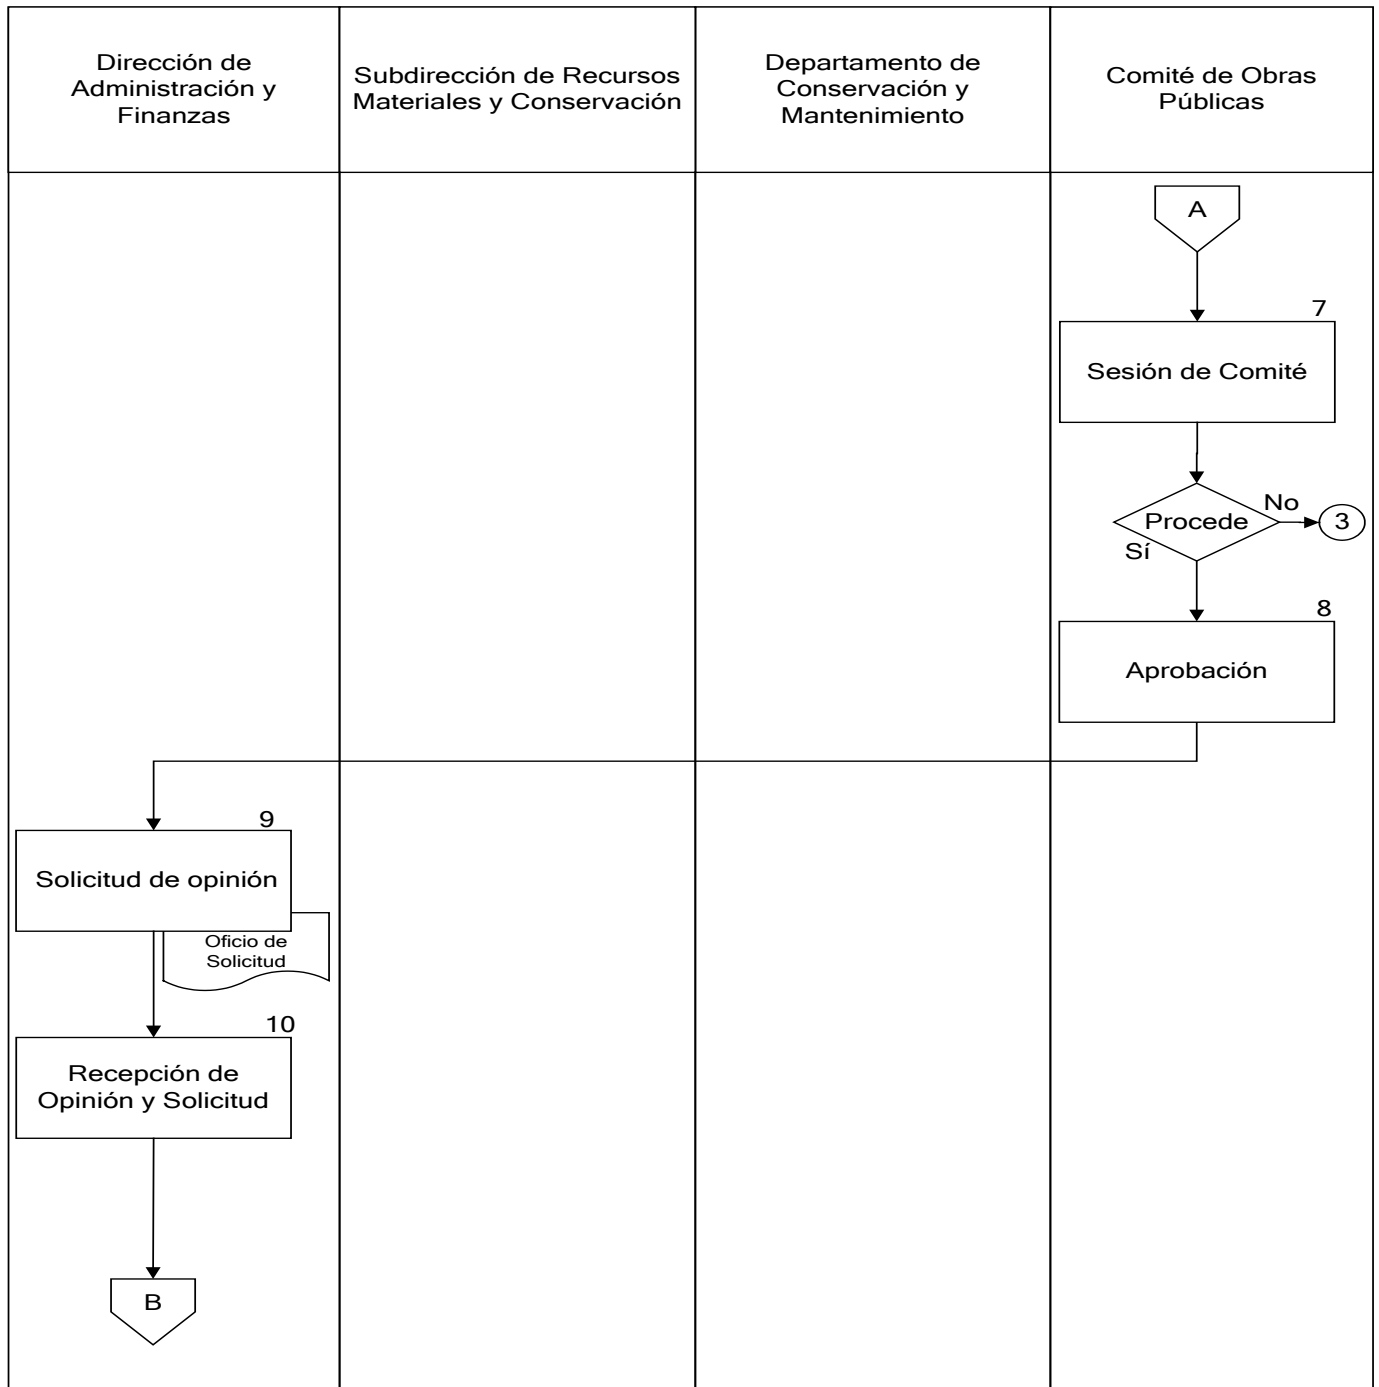 Dirección de
Administración y
Finanzas
Subdirección de Recursos
Materiales y Conservación
Departamento de
Conservación y
Mantenimiento
Comité de Obras
Públicas
A
7
Sesión de Comité
Procede
No
3
Sí
8
Aprobación
9
Solicitud de opinión
Oficio de
Solicitud
10
Recepción de
Opinión y Solicitud
B